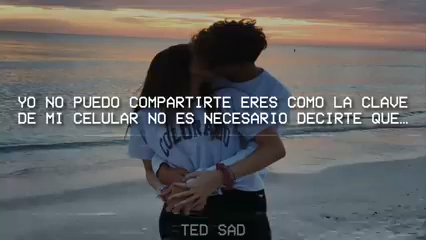 YO NO PUEDO COMPARTIRTE ERES COMO LA CLAVE
DE MI CELULAR NO ES NECESARIO DECIRTE QUE…
COLORADO
TED SAD